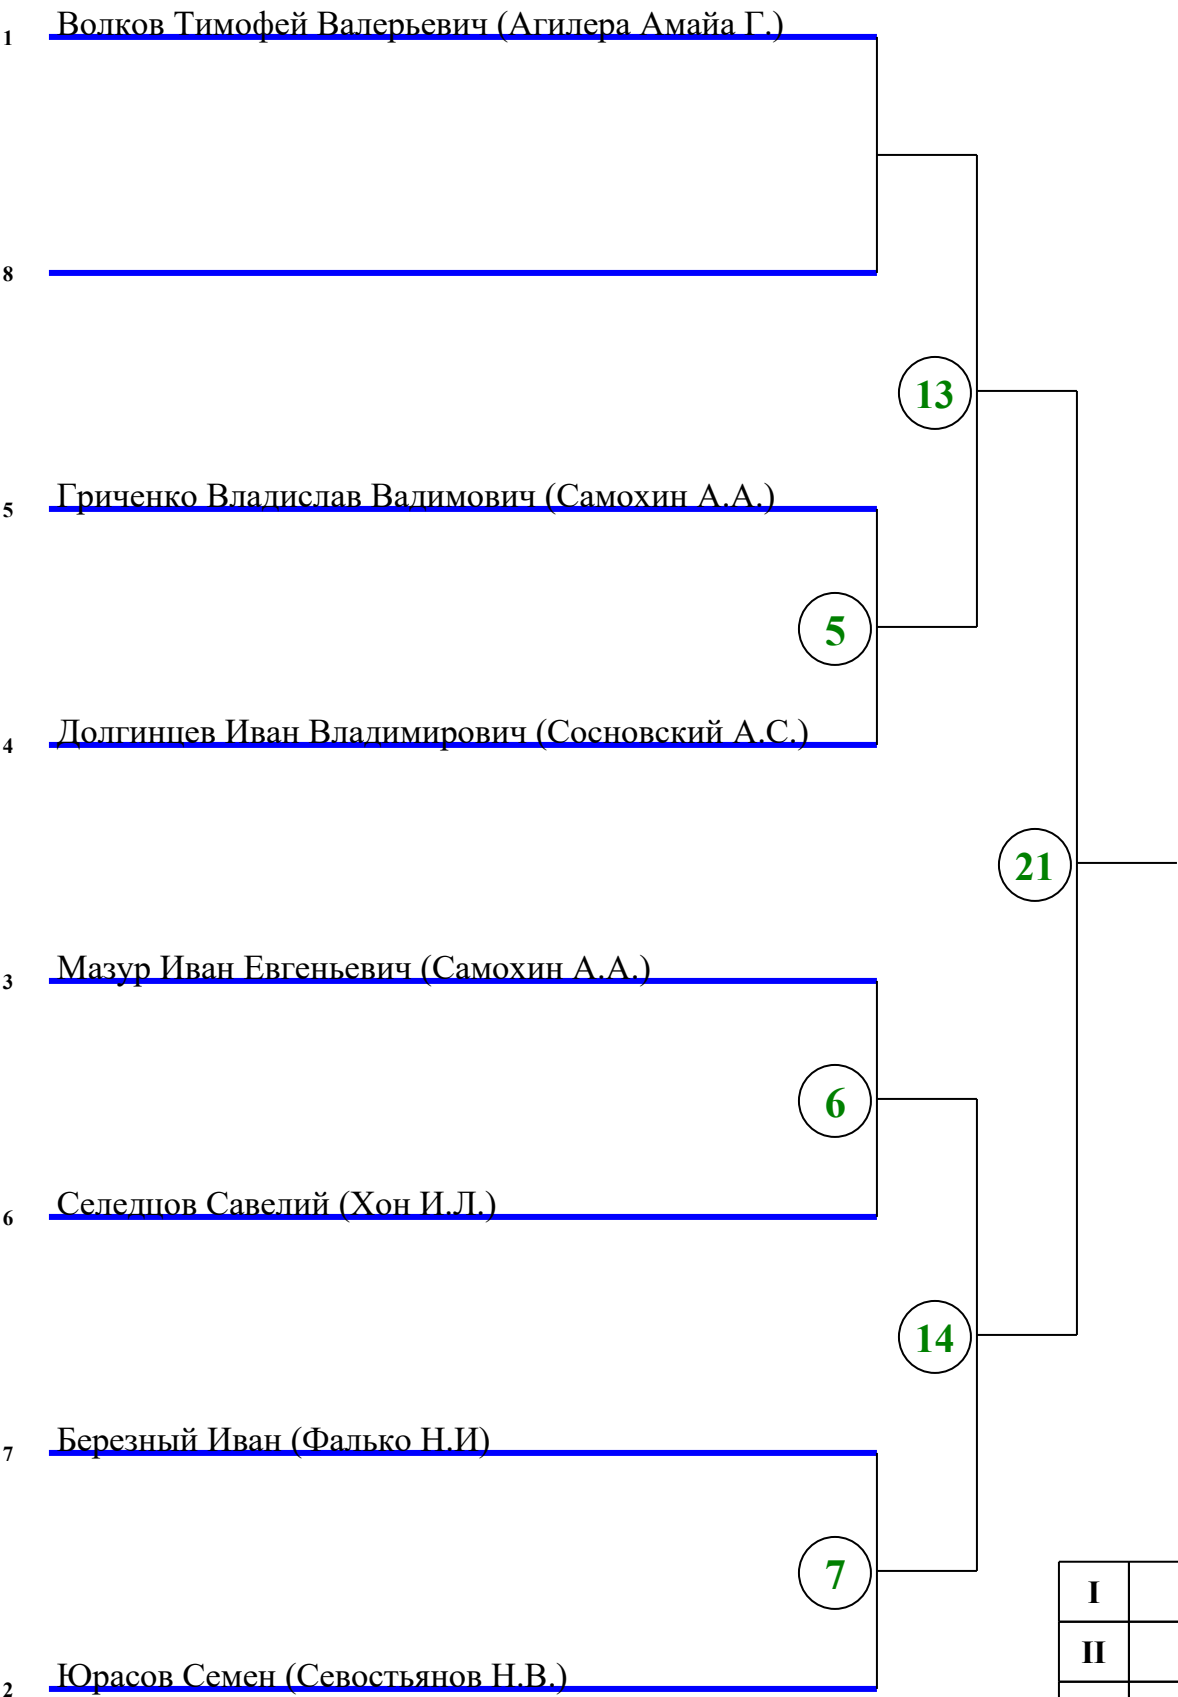 1 Волков Тимофей Валерьевич (Агилера Амайа Г.)
8
13
5 Гриченко Владислав Вадимович (Самохин А.А.)
5
4 Долгинцев Иван Владимирович (Сосновский А.С.)
21
3 Мазур Иван Евгеньевич (Самохин А.А.)
6
6 Селедцов Савелий (Хон И.Л.)
14
7 Березный Иван (Фалько Н.И)
7
I
II
2 Юрасов Семен (Севостьянов Н.В.)